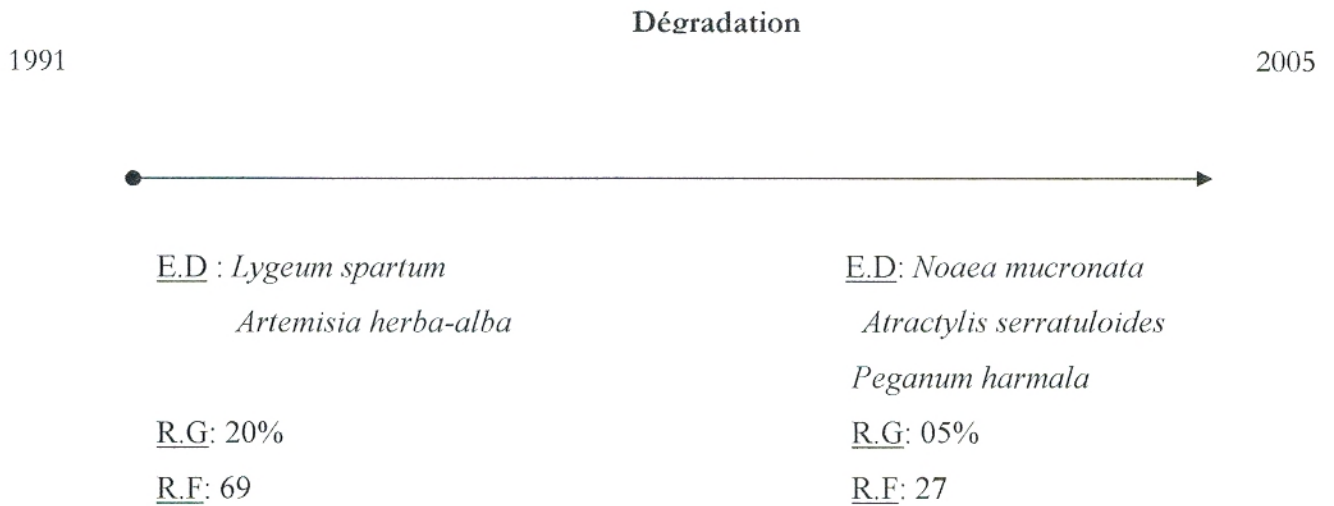 Dégradation
1991 2005
E.D : Lygeum spartum E.D: Noaea mucronata
Artemisia herba-alba Atractylis serratuloides
Peganum harmala
R.G: 20% R.G: 05%
R.F: 69 R.F: 27